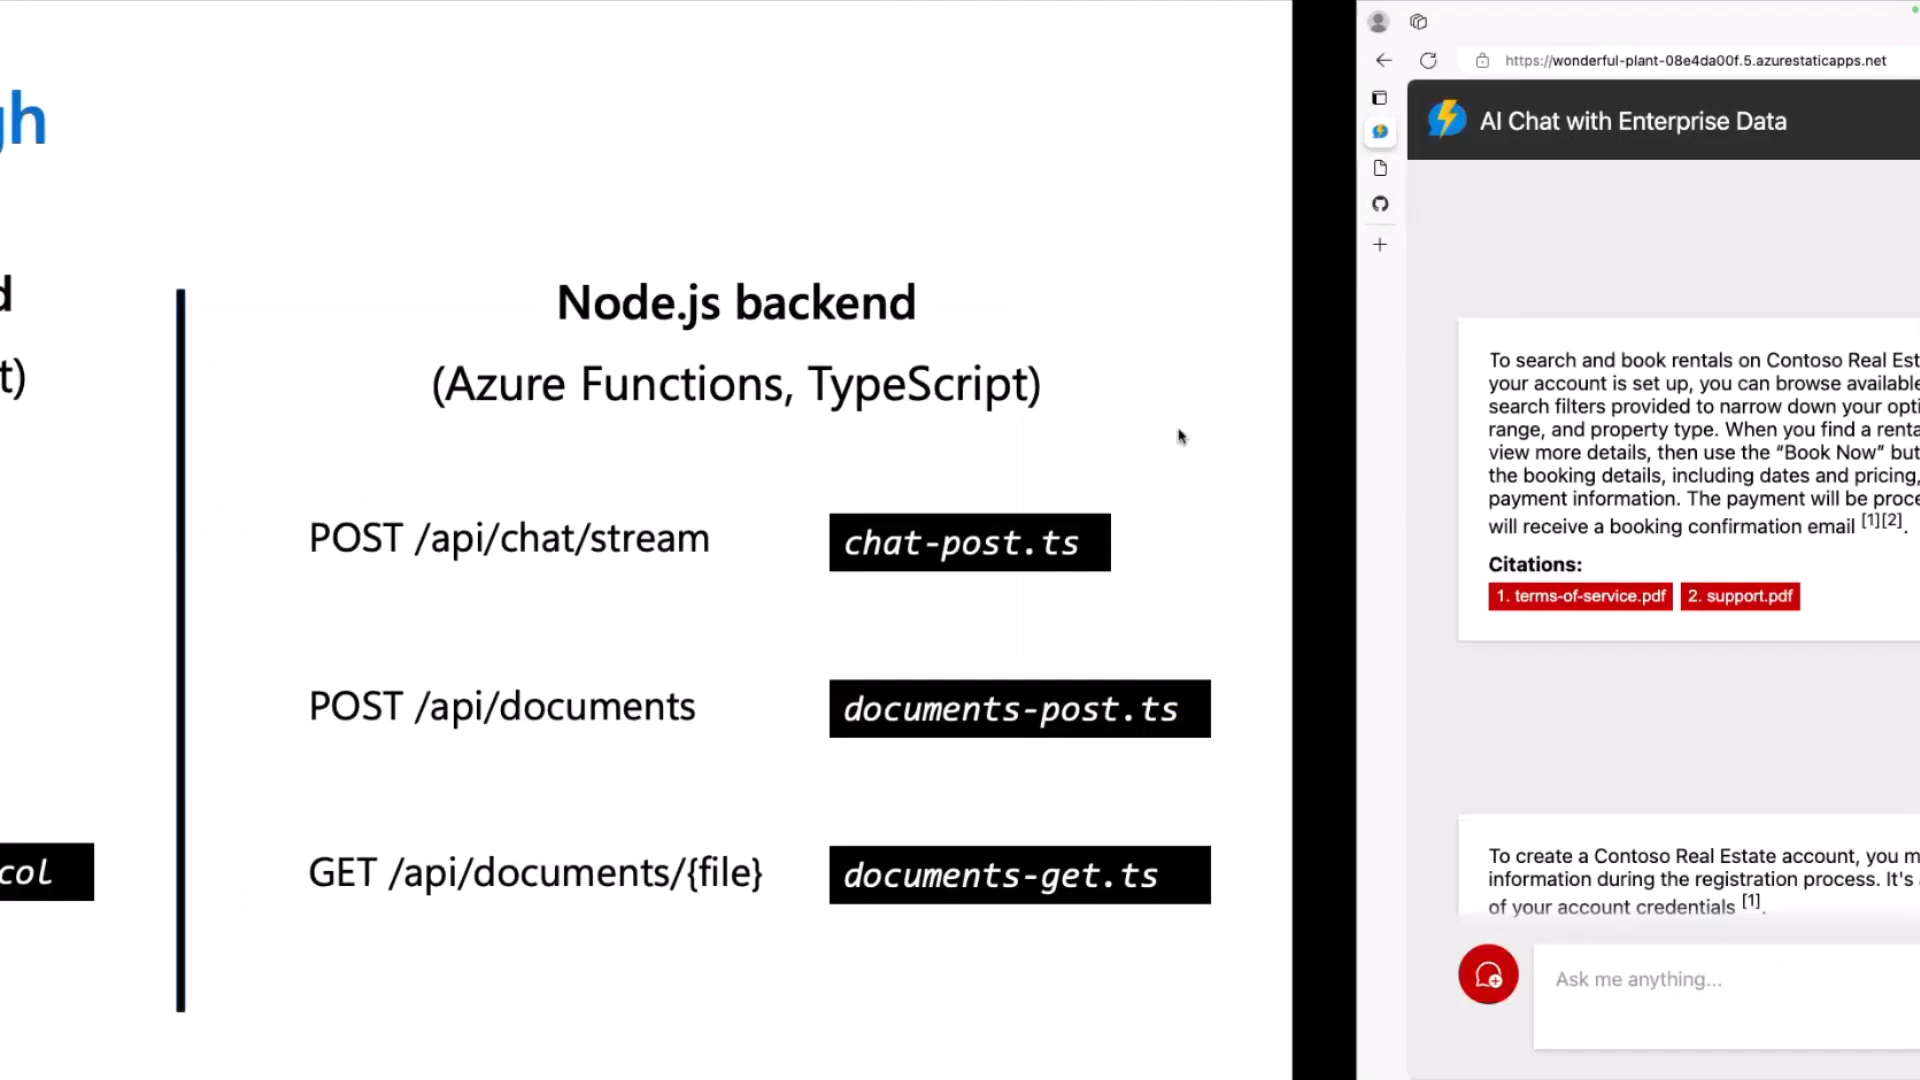 gh
d
t)
col
Node.js backend
(Azure Functions, TypeScript)
POST /api/chat/stream
chat-post.ts
POST /api/documents
documents-post.ts
GET /api/documents/{file}
documents-get.ts
https://wonderful-plant-08e4da00f.5.azurestaticapps.net
AI Chat with Enterprise Data
To search and book rentals on Contoso Real Est
your account is set up, you can browse available
search filters provided to narrow down your opti
range, and property type. When you find a renta
view more details, then use the “Book Now” but
the booking details, including dates and pricing,
payment information. The payment will be proce
will receive a booking confirmation email [1][2].
Citations:
1. terms-of-service.pdf 2. support.pdf
To create a Contoso Real Estate account, you m
information during the registration process. It's
of your account credentials [1].
Ask me anything...